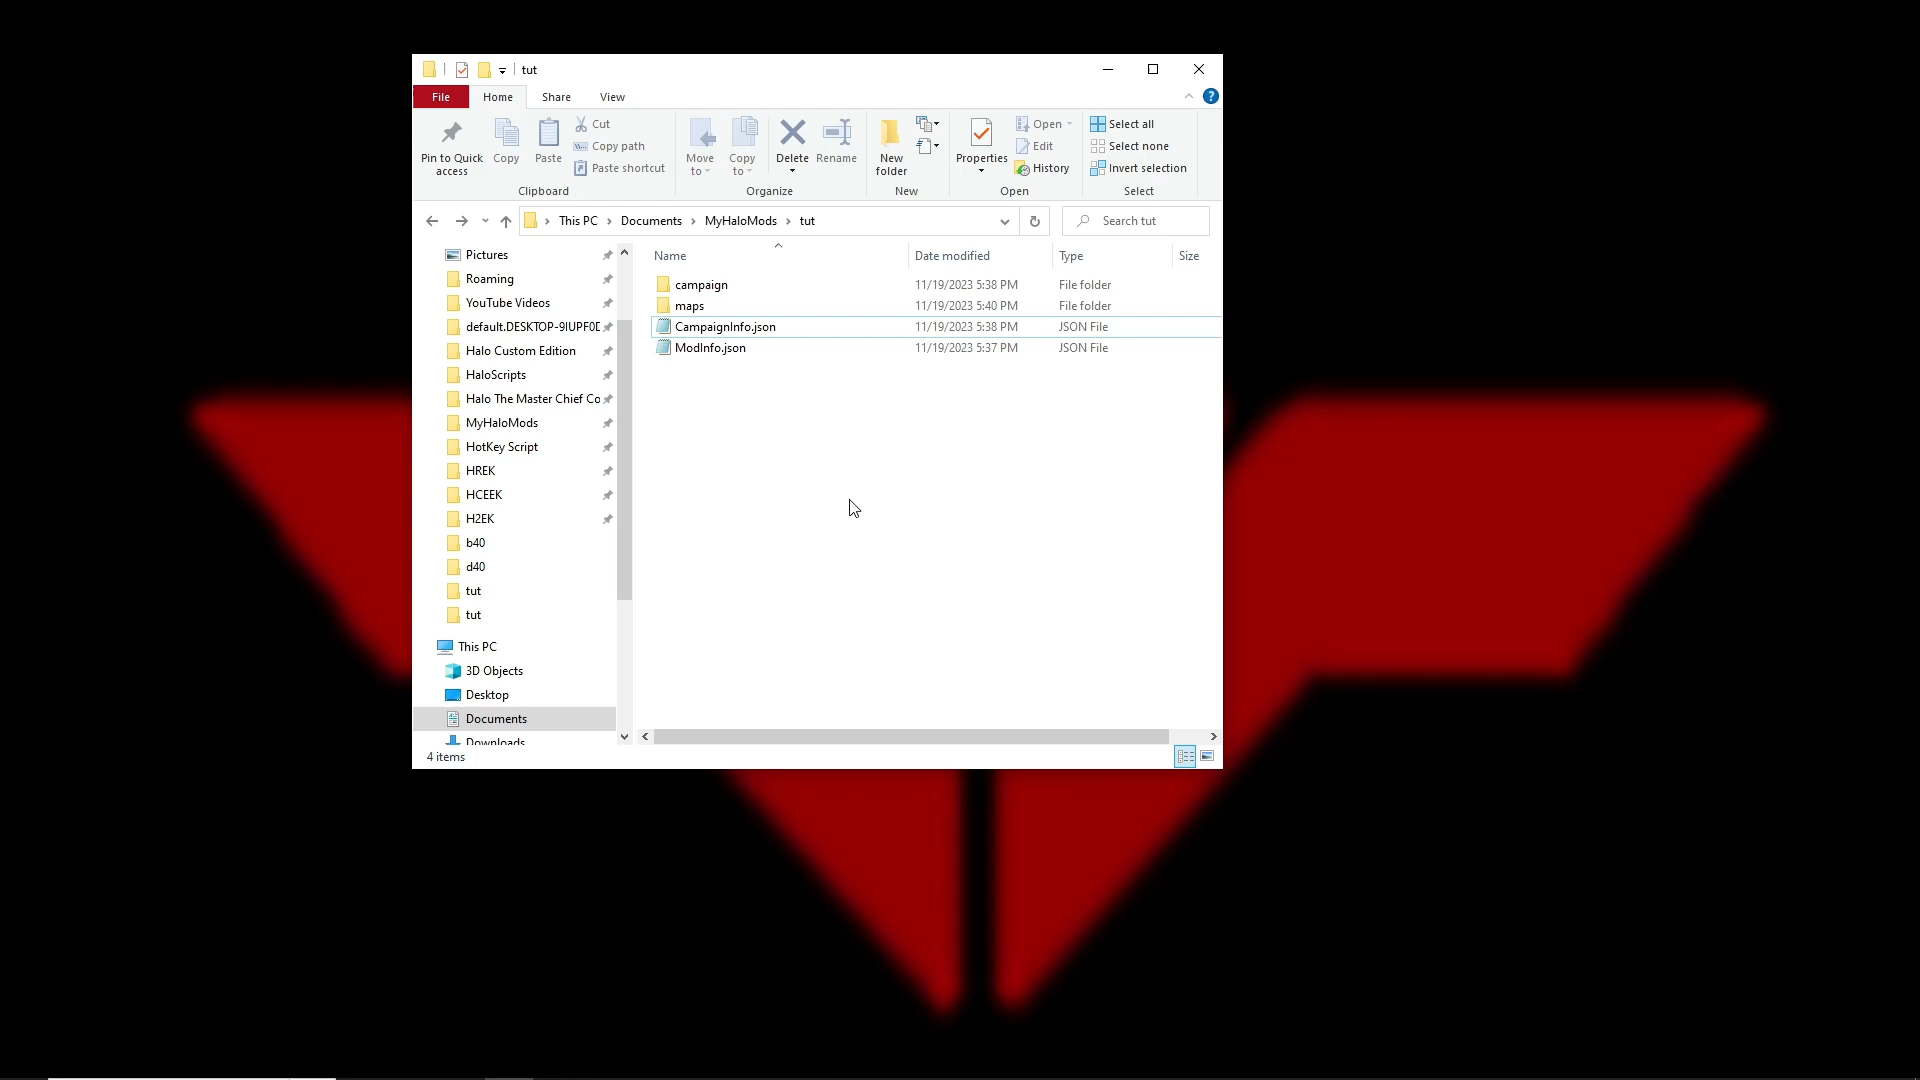 tut
File Home Share View
Pin to Quick access
Copy
Paste
Cut
Copy path
Paste shortcut
Clipboard
Move to
Copy to
Delete
Rename
Organize
New folder
New
Properties
Open
Edit
History
Open
Select all
Select none
Invert selection
Select
This PC > Documents > MyHaloMods > tut
Search tut
Pictures
Roaming
YouTube Videos
default.DESKTOP-9IUPF0
Halo Custom Edition
HaloScripts
Halo The Master Chief Co
MyHaloMods
HotKey Script
HREK
HCEEK
H2EK
b40
d40
tut
tut
This PC
3D Objects
Desktop
Documents
Downloads
Name Date modified Type Size
campaign 11/19/2023 5:38 PM File folder
maps 11/19/2023 5:40 PM File folder
CampaignInfo.json 11/19/2023 5:38 PM JSON File
ModInfo.json 11/19/2023 5:37 PM JSON File
4 items